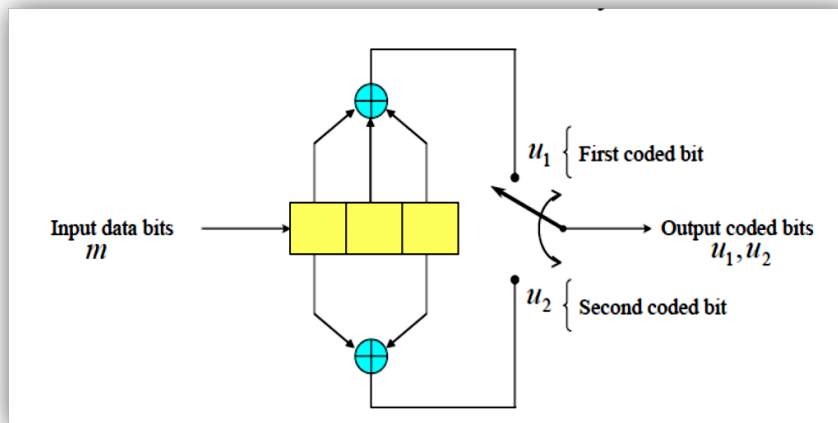 u₁ { First coded bit
Input data bits
m
Output coded bits
u₁,u₂
u₂ { Second coded bit